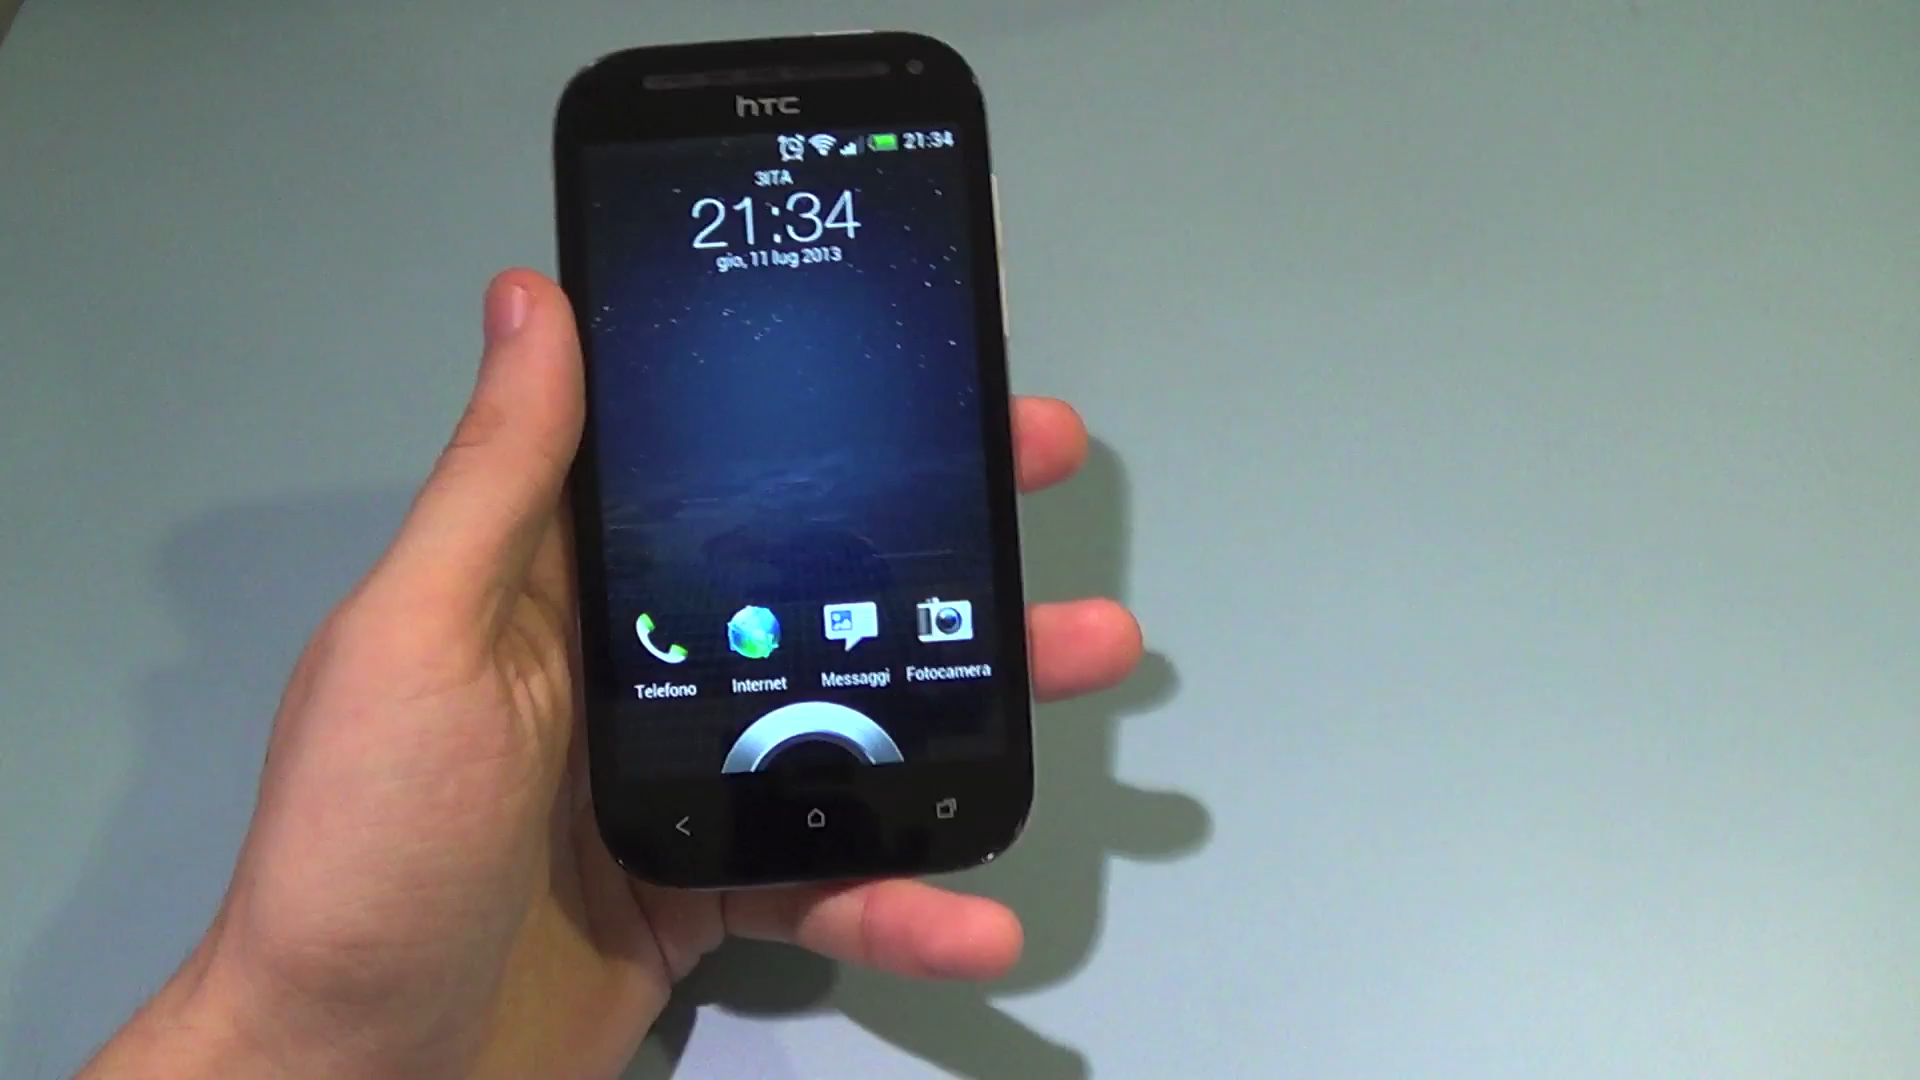 hTC
21:34
3ITA
21:34
gio, 11 lug 2013
Telefono Internet Messaggi Fotocamera